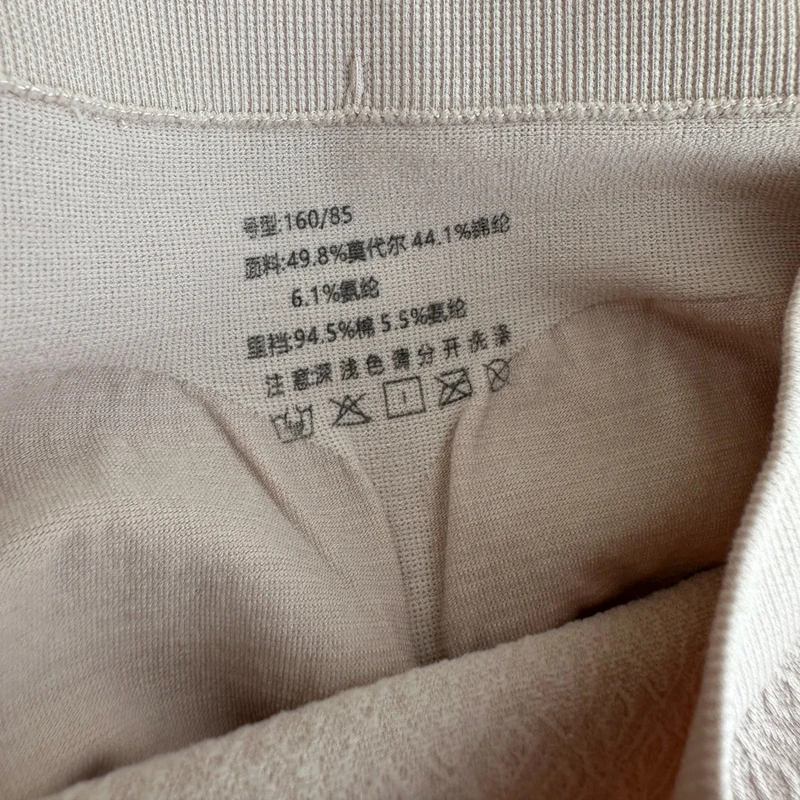 号型:160/85
面料:49.8%莫代尔 44.1%锦纶
6.1%氨纶
里裆:94.5%棉 5.5%氨纶
注意深浅色请分开洗涤